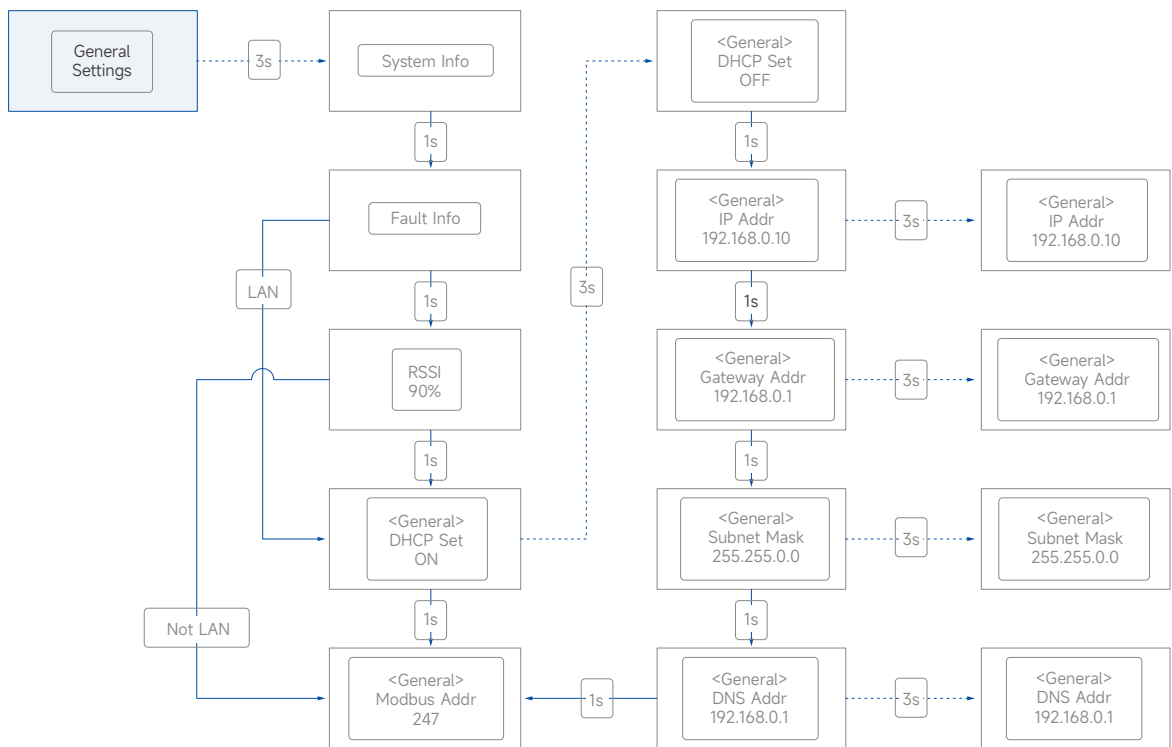 General
Settings
3s
System Info
<General>
DHCP Set
OFF
1s
1s
Fault Info
<General>
IP Addr
192.168.0.10
3s
<General>
IP Addr
192.168.0.10
LAN
3s
1s
1s
RSSI
90%
<General>
Gateway Addr
192.168.0.1
3s
<General>
Gateway Addr
192.168.0.1
1s
1s
<General>
DHCP Set
ON
<General>
Subnet Mask
255.255.0.0
3s
<General>
Subnet Mask
255.255.0.0
Not LAN
1s
1s
<General>
Modbus Addr
247
1s
<General>
DNS Addr
192.168.0.1
3s
<General>
DNS Addr
192.168.0.1